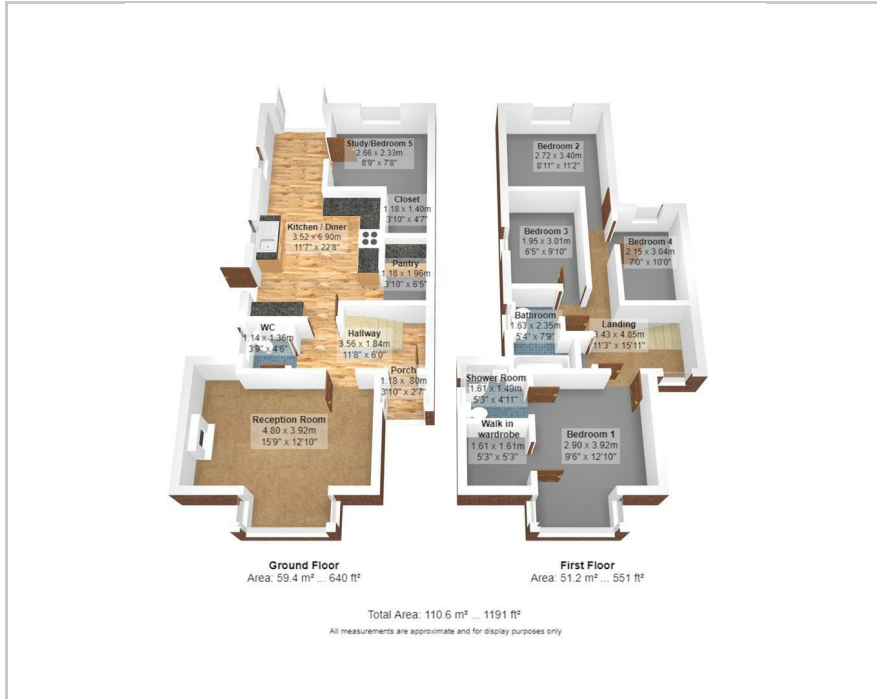 Study/Bedroom 5
2.66 x 2.33m
8'9" x 7'8"
Closet
1.18 x 1.40m
3'10" x 4'7"
Kitchen / Diner
3.52 x 6.90m
11'7" x 22'8"
Pantry
1.18 x 1.96m
3'10" x 6'5"
WC
1.14 x 1.36m
3'9" x 4'6"
Hallway
3.56 x 1.84m
11'8" x 6'0"
Porch
1.18 x .80m
3'10" x 2'7"
Reception Room
4.80 x 3.92m
15'9" x 12'10"
Ground Floor
Area: 59.4 m² ... 640 ft²
Bedroom 2
2.72 x 3.40m
8'11" x 11'2"
Bedroom 3
1.95 x 3.01m
6'5" x 9'10"
Bedroom 4
2.15 x 3.04m
7'0" x 10'0"
Bathroom
1.63 x 2.35m
5'4" x 7'9"
Landing
3.43 x 4.85m
11'3" x 15'11"
Shower Room
1.61 x 1.49m
5'3" x 4'11"
Walk in
wardrobe
1.61 x 1.61m
5'3" x 5'3"
Bedroom 1
2.90 x 3.92m
9'6" x 12'10"
First Floor
Area: 51.2 m² ... 551 ft²
Total Area: 110.6 m² ... 1191 ft²
All measurements are approximate and for display purposes only